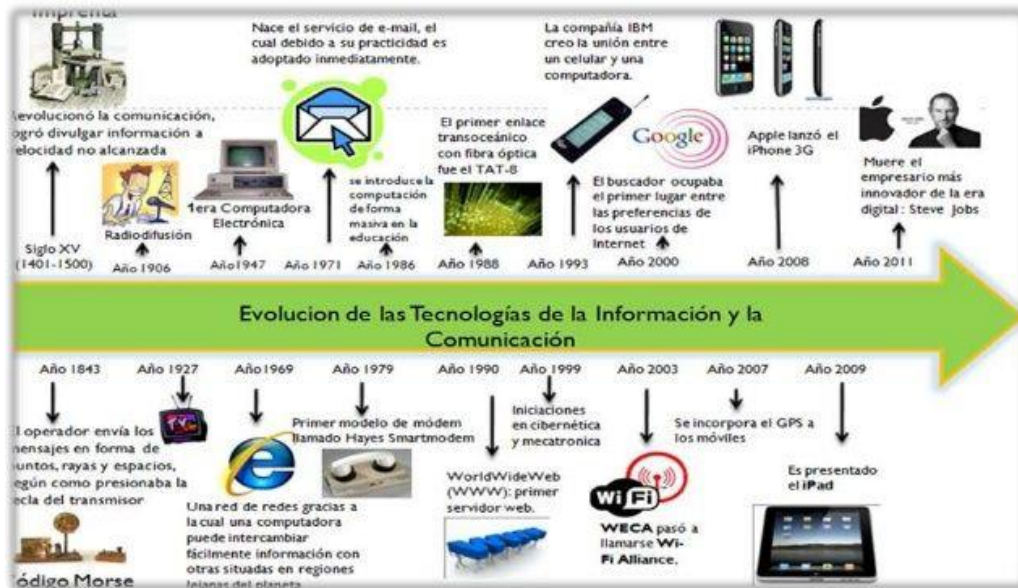 Imprenta
Revolucionó la comunicación,
logró divulgar información a
velocidad no alcanzada
Siglo XV
(1401-1500)
Radiodifusión
Año 1906
1era Computadora
Electrónica
Año1947
Nace el servicio de e-mail, el
cual debido a su practicidad es
adoptado inmediatamente.
Año 1971
se introduce la
computación
de forma
masiva en la
educación
Año 1986
El primer enlace
transoceánico
con fibra óptica
fue el TAT-8
Año 1988
La compañía IBM
creo la unión entre
un celular y una
computadora.
Año 1993
Google
El buscador ocupaba
el primer lugar entre
las preferencias de
los usuarios de
Internet
Año 2000
Apple lanzó el
iPhone 3G
Año 2008
Muere el
empresario más
innovador de la era
digital : Steve Jobs
Año 2011
Evolucion de las Tecnologías de la Información y la
Comunicación
Año 1843
El operador envía los
mensajes en forma de
puntos, rayas y espacios,
según como presionaba la
tecla del transmisor
Código Morse
Año 1927
TV
Año 1969
Una red de redes gracias a
la cual una computadora
puede intercambiar
fácilmente información con
otras situadas en regiones
lejanas del planeta
Año 1979
Primer modelo de módem
llamado Hayes Smartmodem
Año 1990
WorldWideWeb
(WWW): primer
servidor web.
Año 1999
Iniciaciones
en cibernética y
mecatronica
Año 2003
Wi Fi
WECA pasó a
llamarse Wi-
Fi Alliance.
Año 2007
Se incorpora el GPS a
los móviles
Año 2009
Es presentado
el iPad